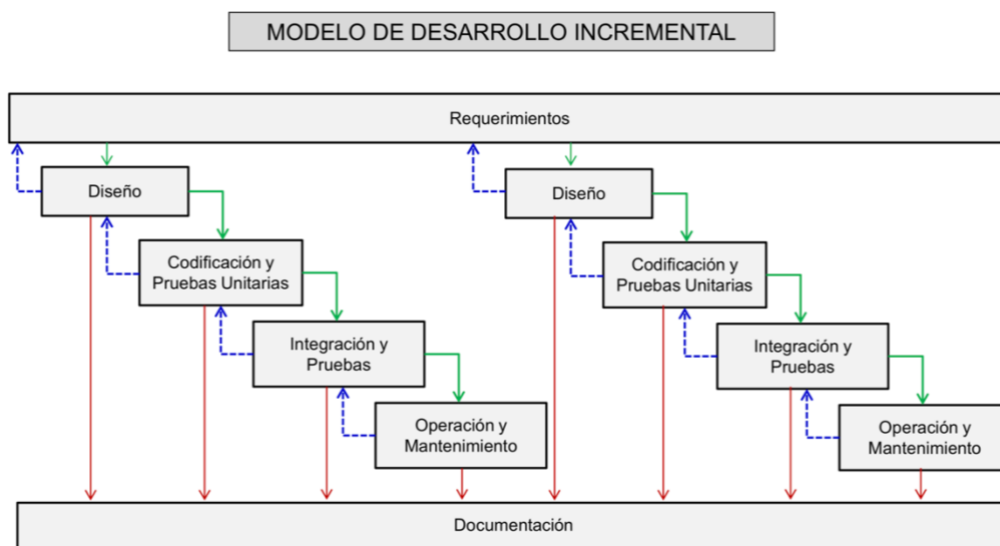 MODELO DE DESARROLLO INCREMENTAL
Requerimientos
Diseño
Codificación y
Pruebas Unitarias
Integración y
Pruebas
Operación y
Mantenimiento
Diseño
Codificación y
Pruebas Unitarias
Integración y
Pruebas
Operación y
Mantenimiento
Documentación